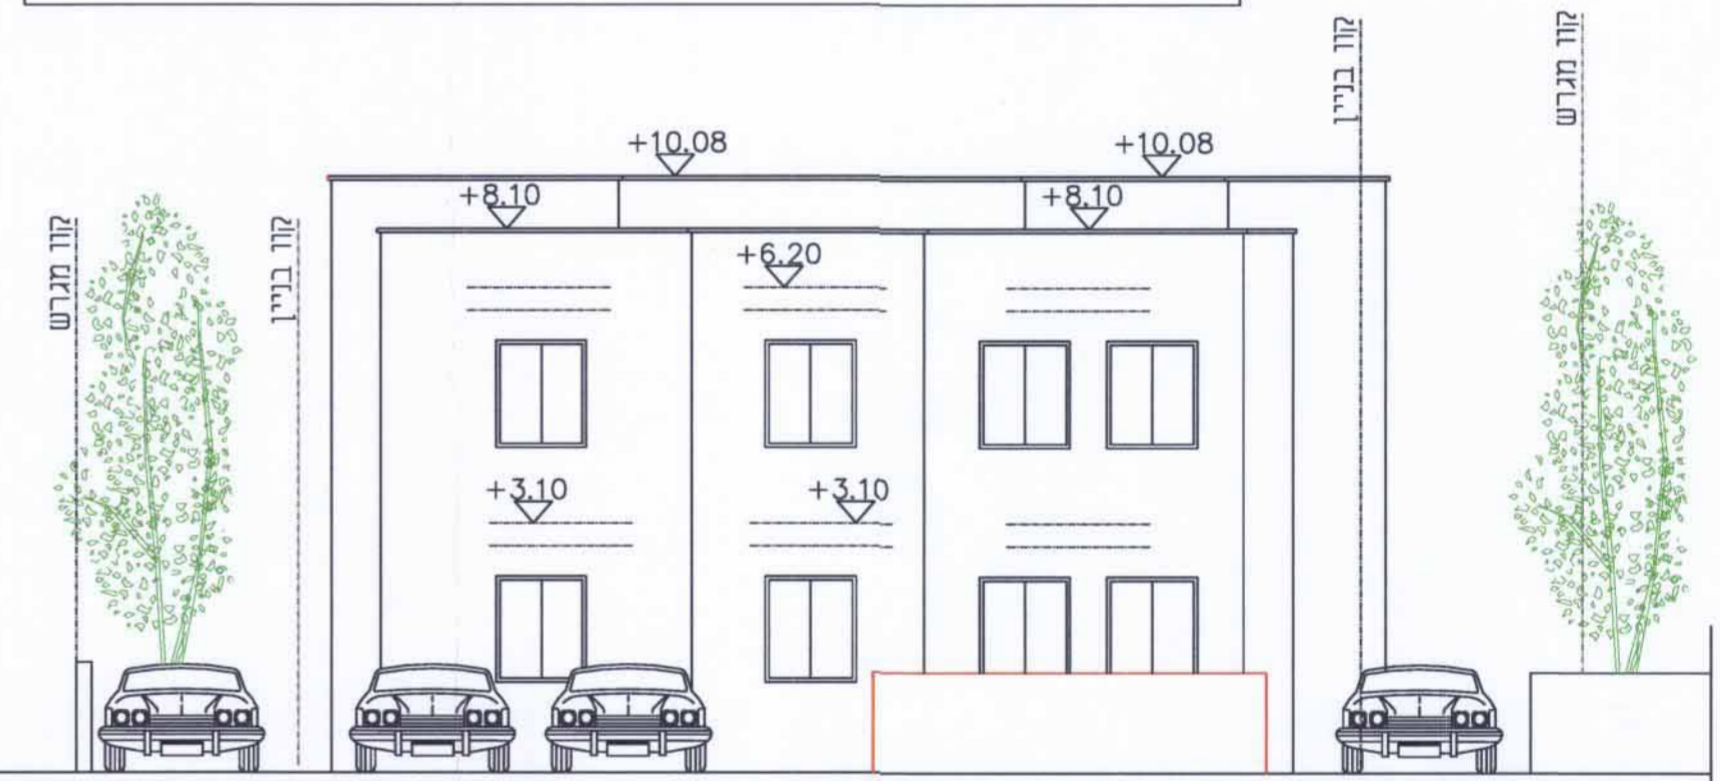 קוו בניין
קוו מגרש
+10.08
+10.08
+8.10
+8.10
קוו מגרש
קוו בניין
+6.20
+3.10
+3.10